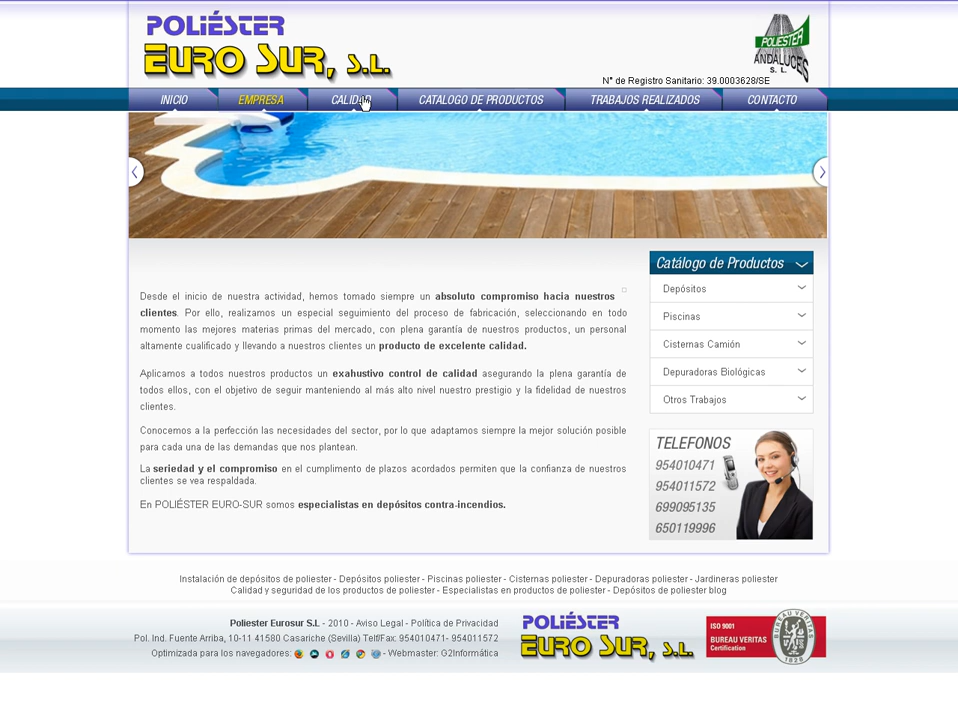 POLIÉSTER
EURO SUR, S.L.
POLIESTER
ANDALUCES
S. L.
Nº de Registro Sanitario: 39.0003628/SE
INICIO EMPRESA CALIDAD CATALOGO DE PRODUCTOS TRABAJOS REALIZADOS CONTACTO
Catálogo de Productos
Depósitos
Piscinas
Cisternas Camión
Depuradoras Biológicas
Otros Trabajos
Desde el inicio de nuestra actividad, hemos tomado siempre un absoluto compromiso hacia nuestros
clientes. Por ello, realizamos un especial seguimiento del proceso de fabricación, seleccionando en todo
momento las mejores materias primas del mercado, con plena garantía de nuestros productos, un personal
altamente cualificado y llevando a nuestros clientes un producto de excelente calidad.
Aplicamos a todos nuestros productos un exahustivo control de calidad asegurando la plena garantía de
todos ellos, con el objetivo de seguir manteniendo al más alto nivel nuestro prestigio y la fidelidad de nuestros
clientes.
Conocemos a la perfección las necesidades del sector, por lo que adaptamos siempre la mejor solución posible
para cada una de las demandas que nos plantean.
La seriedad y el compromiso en el cumplimento de plazos acordados permiten que la confianza de nuestros
clientes se vea respaldada.
En POLIÉSTER EURO-SUR somos especialistas en depósitos contra-incendios.
TELEFONOS
954010471
954011572
699095135
650119996
Instalación de depósitos de poliester - Depósitos poliester - Piscinas poliester - Cisternas poliester - Depuradoras poliester - Jardineras poliester
Calidad y seguridad de los productos de poliester - Especialistas en productos de poliester - Depósitos de poliester blog
Poliester Eurosur S.L - 2010 - Aviso Legal - Política de Privacidad
Pol. Ind. Fuente Arriba, 10-11 41580 Casariche (Sevilla) Telf/Fax: 954010471- 954011572
Optimizada para los navegadores: - Webmaster: G2Informática
POLIÉSTER
EURO SUR, S.L.
ISO 9001
BUREAU VERITAS
Certification
BUREAU VERITAS
1828